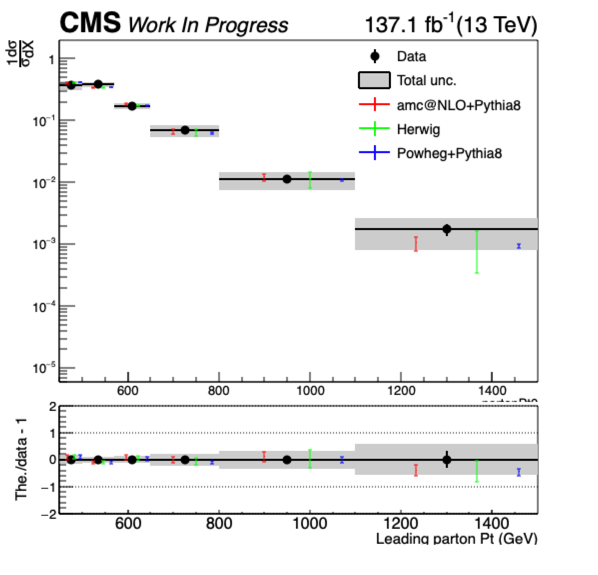 CMS Work In Progress 137.1 fb⁻¹(13 TeV)
1dσ
σdX
Data
Total unc.
amc@NLO+Pythia8
Herwig
Powheg+Pythia8
1
10⁻¹
10⁻²
10⁻³
10⁻⁴
10⁻⁵
600 800 1000 1200 1400
The./data - 1
2
1
0
−1
−2
600 800 1000 1200 1400
Leading parton Pt (GeV)